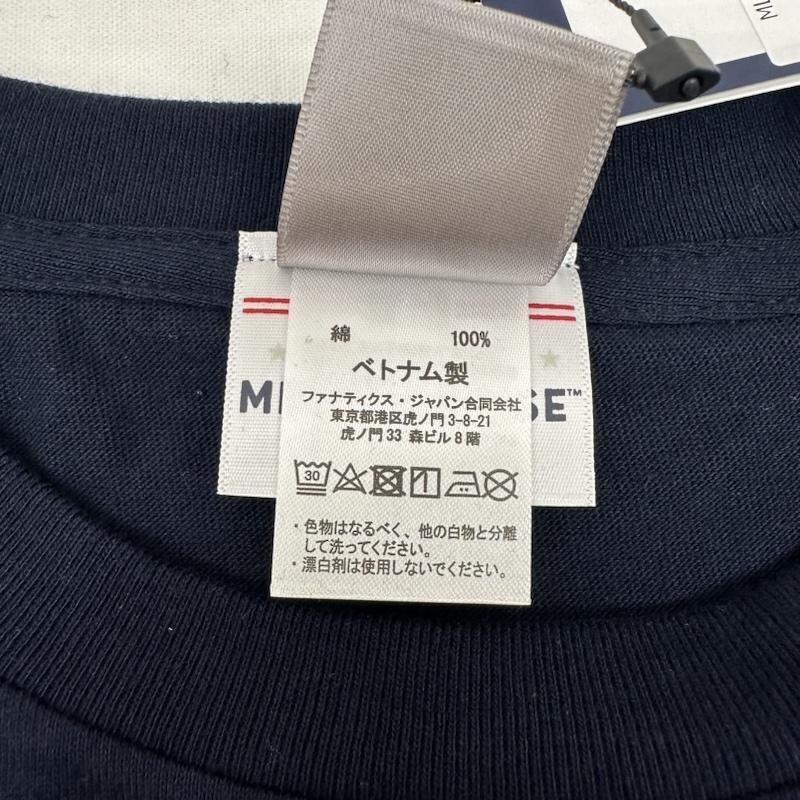 綿 100%
ベトナム製
ファナティクス・ジャパン合同会社
東京都港区虎ノ門3-8-21
虎ノ門33 森ビル8階
30
・色物はなるべく、他の白物と分離
して洗ってください。
・漂白剤は使用しないでください。